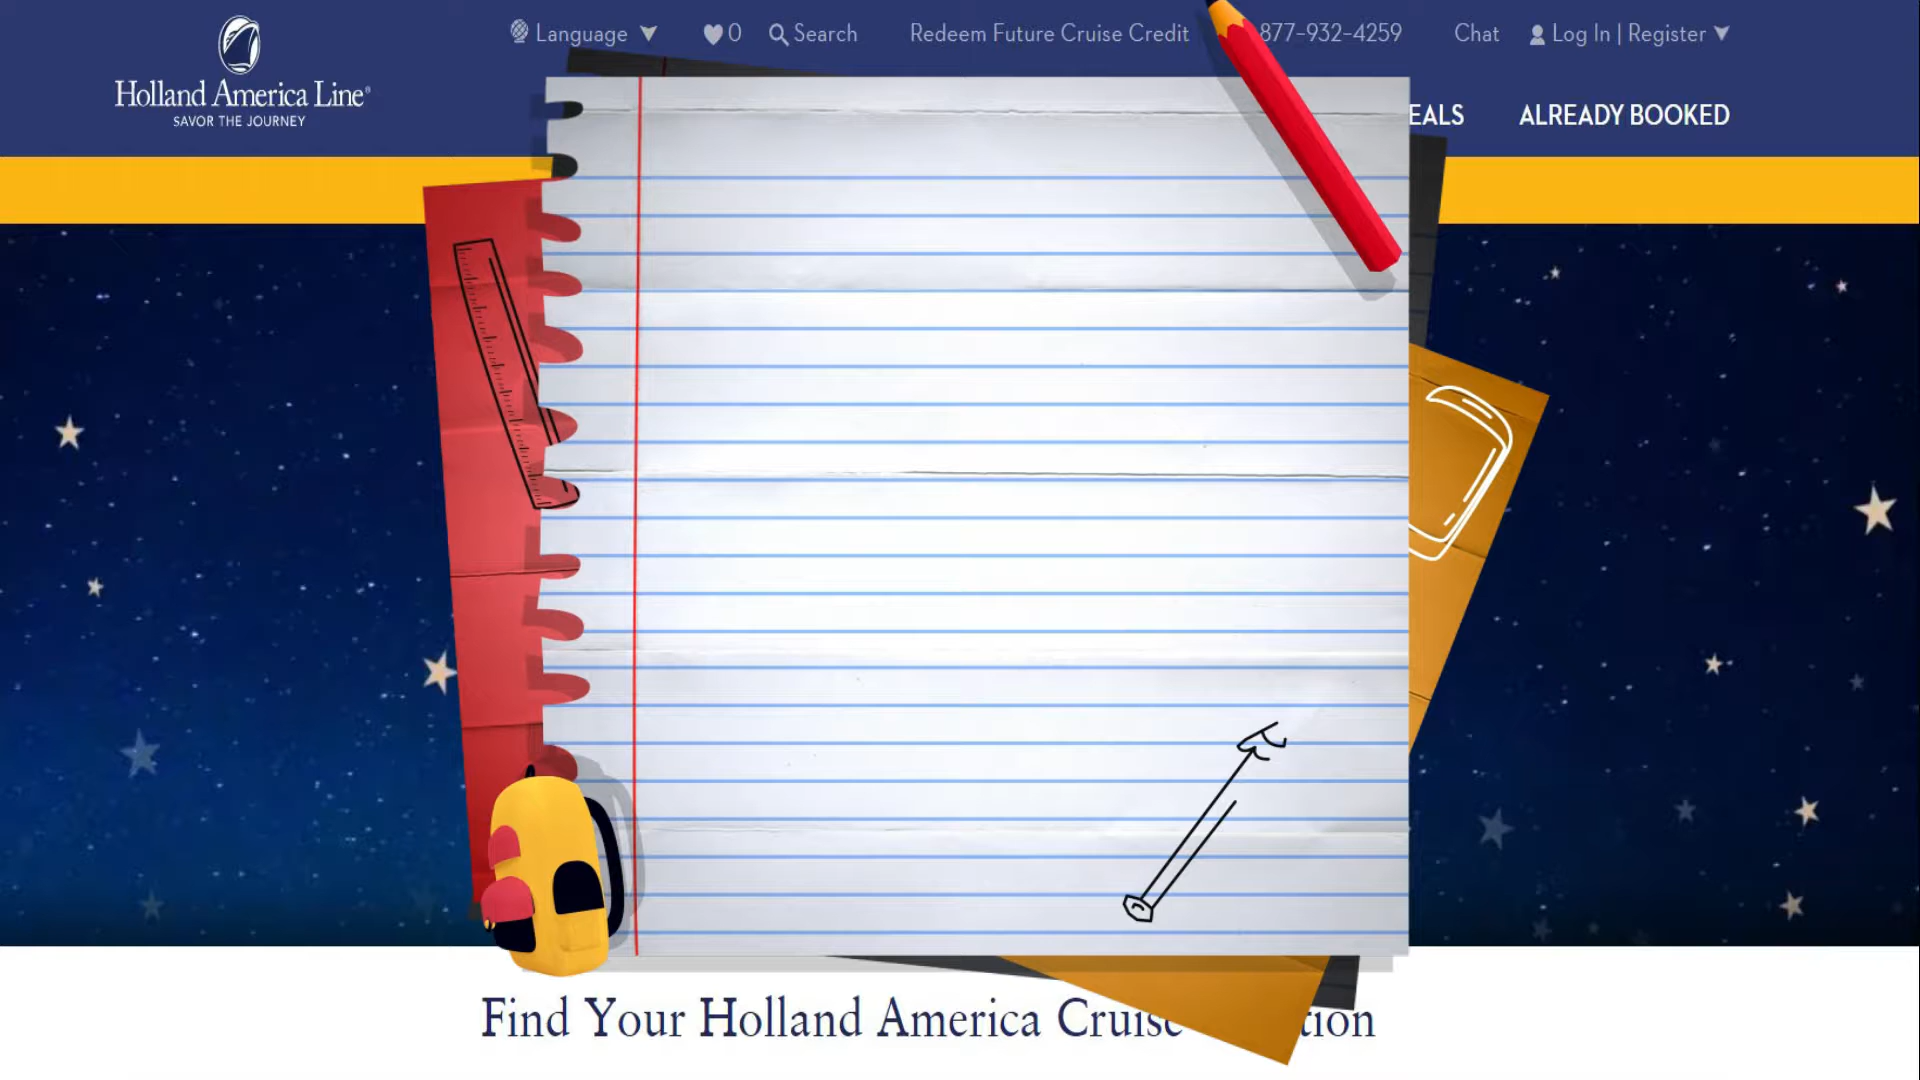 Language
0
Search
Redeem Future Cruise Credit
877-932-4259
Chat
Log In | Register
Holland America Line®
SAVOR THE JOURNEY
ALREADY BOOKED
Find Your Holland America